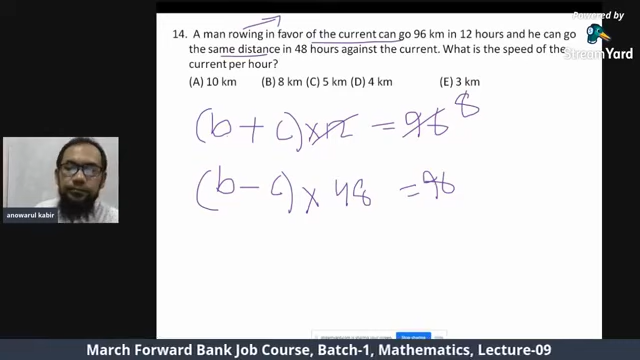 Powered by
StreamYard
14. A man rowing in favor of the current can go 96 km in 12 hours and he can go
the same distance in 48 hours against the current. What is the speed of the
current per hour?
(A) 10 km (B) 8 km (C) 5 km (D) 4 km (E) 3 km
(b + c) × 12 = 96 8
(b - c) × 48 = 96
anowarul kabir
March Forward Bank Job Course, Batch-1, Mathematics, Lecture-09